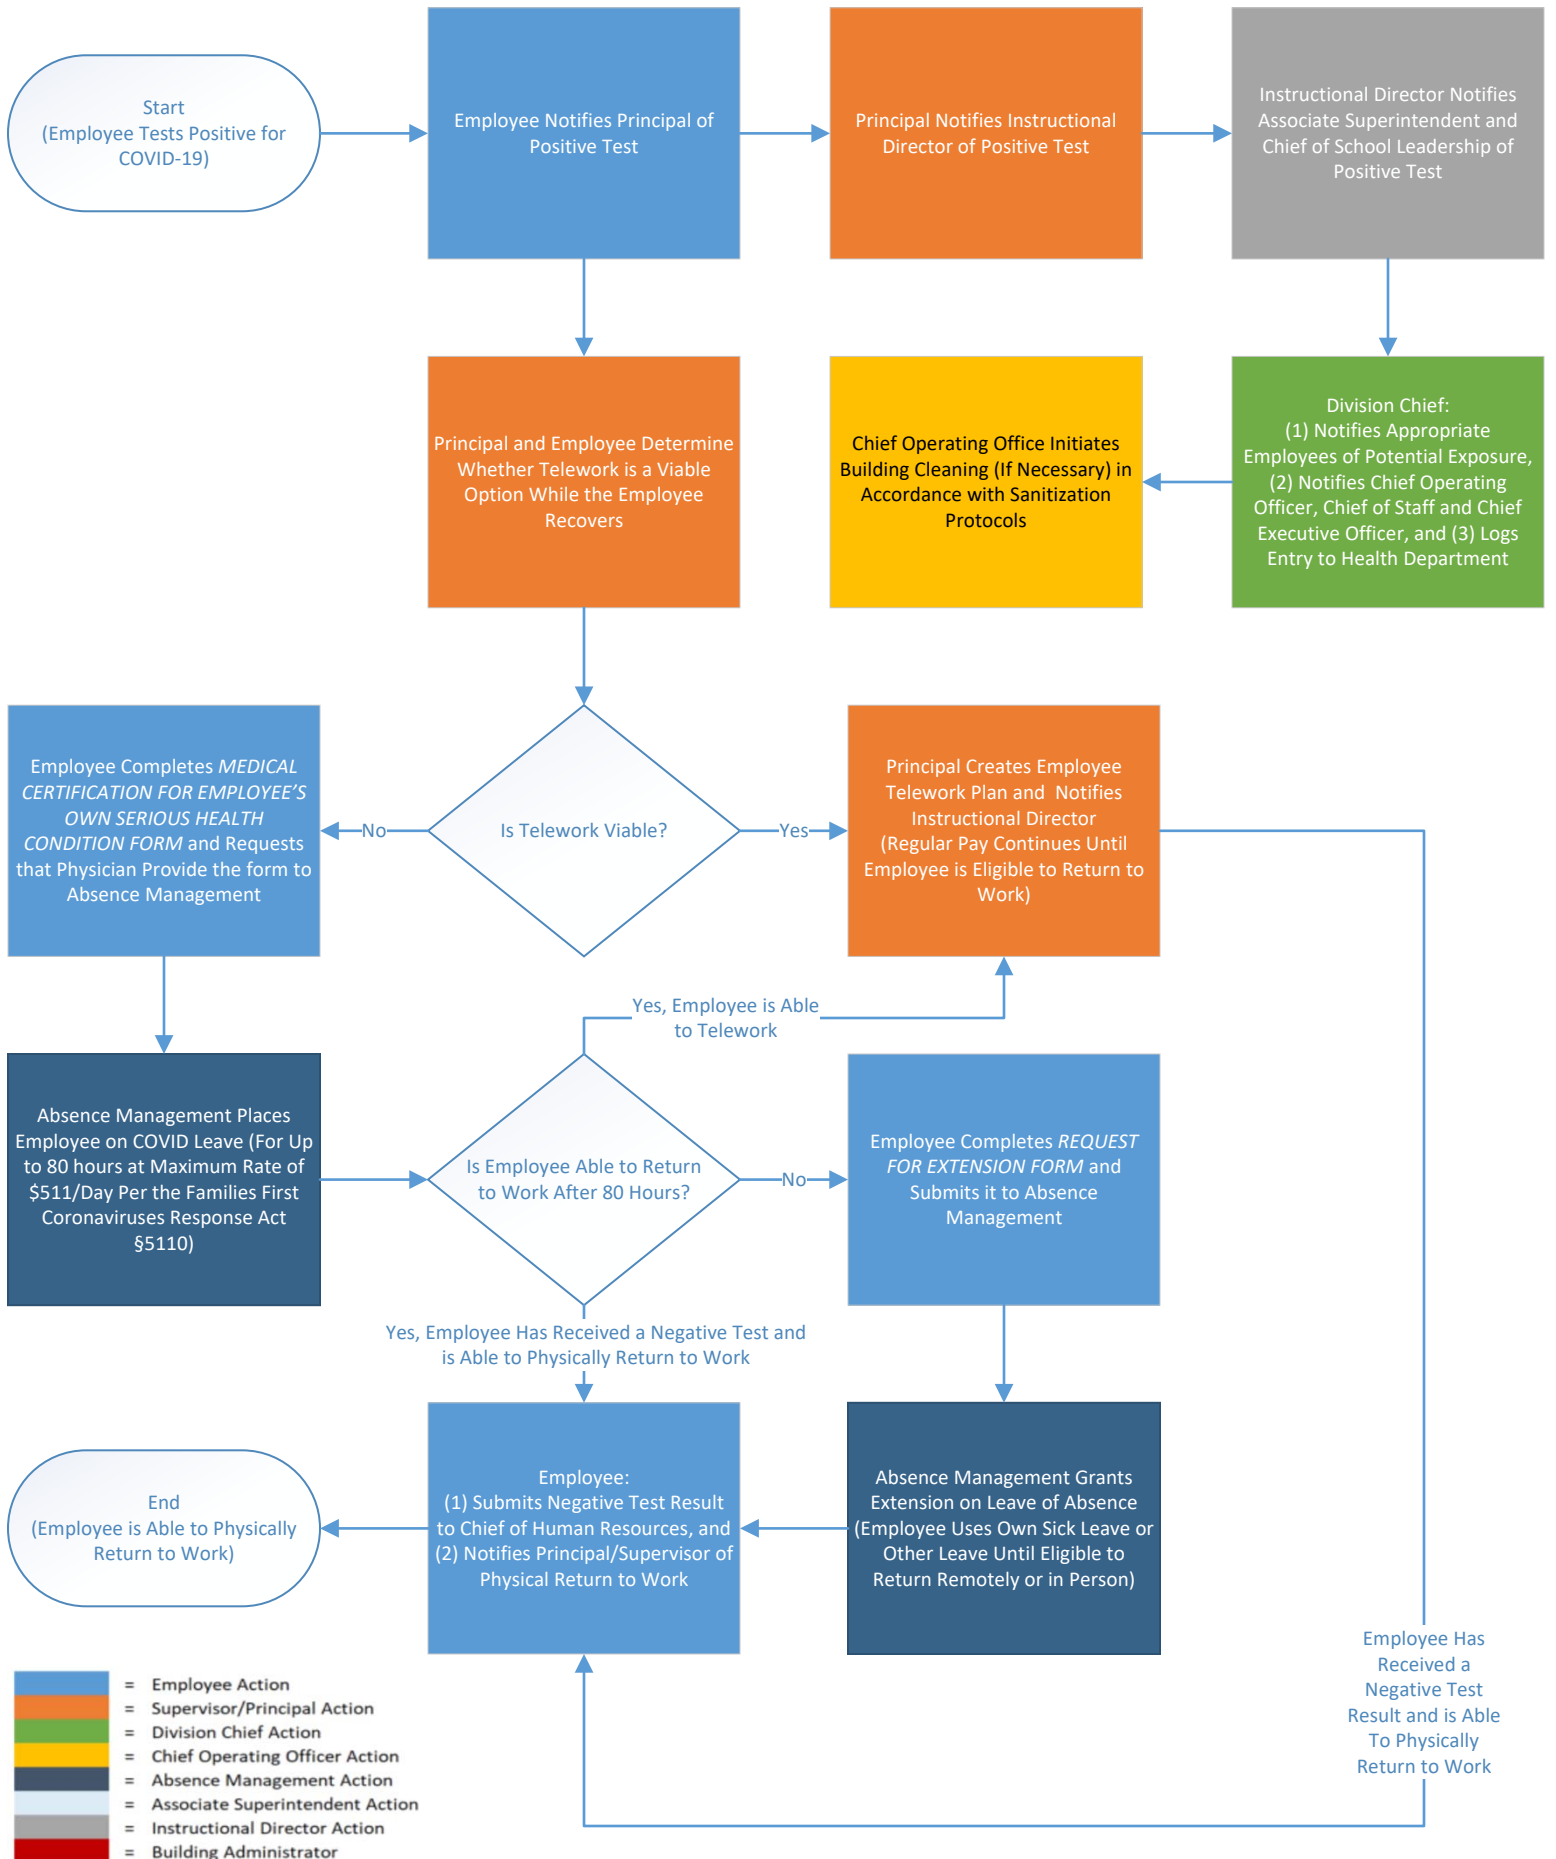 Start
(Employee Tests Positive for
COVID-19)
Employee Notifies Principal of
Positive Test
Principal Notifies Instructional
Director of Positive Test
Instructional Director Notifies
Associate Superintendent and
Chief of School Leadership of
Positive Test
Principal and Employee Determine
Whether Telework is a Viable
Option While the Employee
Recovers
Chief Operating Office Initiates
Building Cleaning (If Necessary) in
Accordance with Sanitization
Protocols
Division Chief:
(1) Notifies Appropriate
Employees of Potential Exposure,
(2) Notifies Chief Operating
Officer, Chief of Staff and Chief
Executive Officer, and (3) Logs
Entry to Health Department
Employee Completes MEDICAL
CERTIFICATION FOR EMPLOYEE'S
OWN SERIOUS HEALTH
CONDITION FORM and Requests
that Physician Provide the form to
Absence Management
No
Is Telework Viable?
Yes
Principal Creates Employee
Telework Plan and Notifies
Instructional Director
(Regular Pay Continues Until
Employee is Eligible to Return to
Work)
Yes, Employee is Able
to Telework
Absence Management Places
Employee on COVID Leave (For Up
to 80 hours at Maximum Rate of
$511/Day Per the Families First
Coronaviruses Response Act
§5110)
Is Employee Able to Return
to Work After 80 Hours?
No
Employee Completes REQUEST
FOR EXTENSION FORM and
Submits it to Absence
Management
Yes, Employee Has Received a Negative Test and
is Able to Physically Return to Work
End
(Employee is Able to Physically
Return to Work)
Employee:
(1) Submits Negative Test Result
to Chief of Human Resources, and
(2) Notifies Principal/Supervisor of
Physical Return to Work
Absence Management Grants
Extension on Leave of Absence
(Employee Uses Own Sick Leave or
Other Leave Until Eligible to
Return Remotely or in Person)
Employee Has
Received a
Negative Test
Result and is Able
To Physically
Return to Work
= Employee Action
= Supervisor/Principal Action
= Division Chief Action
= Chief Operating Officer Action
= Absence Management Action
= Associate Superintendent Action
= Instructional Director Action
= Building Administrator